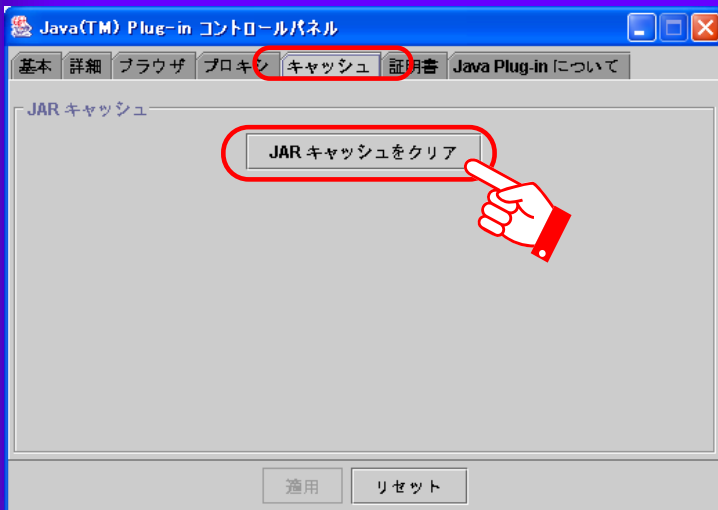 Java(TM) Plug-in コントロールパネル
基本 詳細 ブラウザ プロキシ キャッシュ 証明書 Java Plug-in について
JAR キャッシュ
JAR キャッシュをクリア
適用 リセット